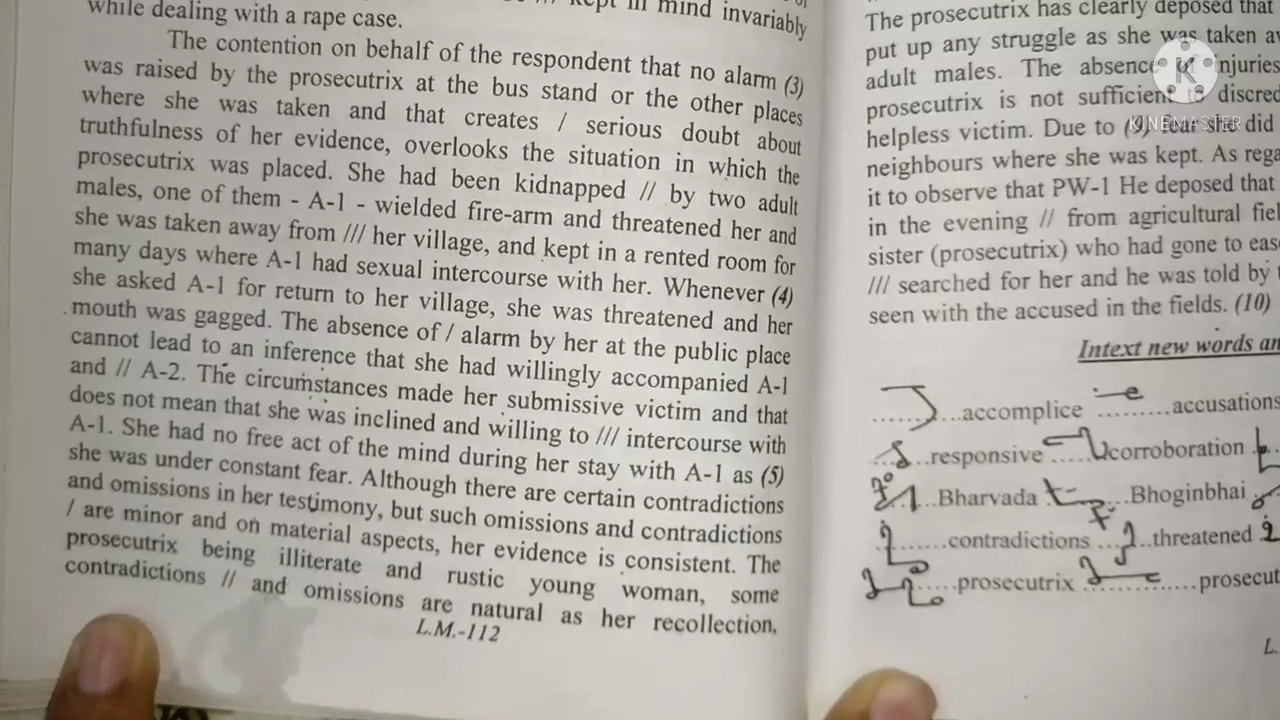 kept in mind invariably
while dealing with a rape case.
The contention on behalf of the respondent that no alarm (3)
was raised by the prosecutrix at the bus stand or the other places
where she was taken and that creates / serious doubt about
truthfulness of her evidence, overlooks the situation in which the
prosecutrix was placed. She had been kidnapped // by two adult
males, one of them - A-1 - wielded fire-arm and threatened her and
she was taken away from /// her village, and kept in a rented room for
many days where A-1 had sexual intercourse with her. Whenever (4)
she asked A-1 for return to her village, she was threatened and her
mouth was gagged. The absence of / alarm by her at the public place
cannot lead to an inference that she had willingly accompanied A-1
and // A-2. The circumstances made her submissive victim and that
does not mean that she was inclined and willing to /// intercourse with
A-1. She had no free act of the mind during her stay with A-1 as (5)
she was under constant fear. Although there are certain contradictions
and omissions in her testimony, but such omissions and contradictions
/ are minor and on material aspects, her evidence is consistent. The
prosecutrix being illiterate and rustic young woman, some
contradictions // and omissions are natural as her recollection,
L.M.-112
The prosecutrix has clearly deposed that
put up any struggle as she was taken
adult males. The absence of injuries
prosecutrix is not sufficient to
helpless victim. Due to (9) fear she did
neighbours where she was kept. As
it to observe that PW-1 He deposed that
in the evening // from agricultural
sister (prosecutrix) who had gone to
/// searched for her and he was told by
seen with the accused in the fields. (10)
Intext new words
accomplice accusations
responsive corroboration
Bharvada Bhoginbhai
contradictions threatened
prosecutrix
L.
K
KINEMASTER